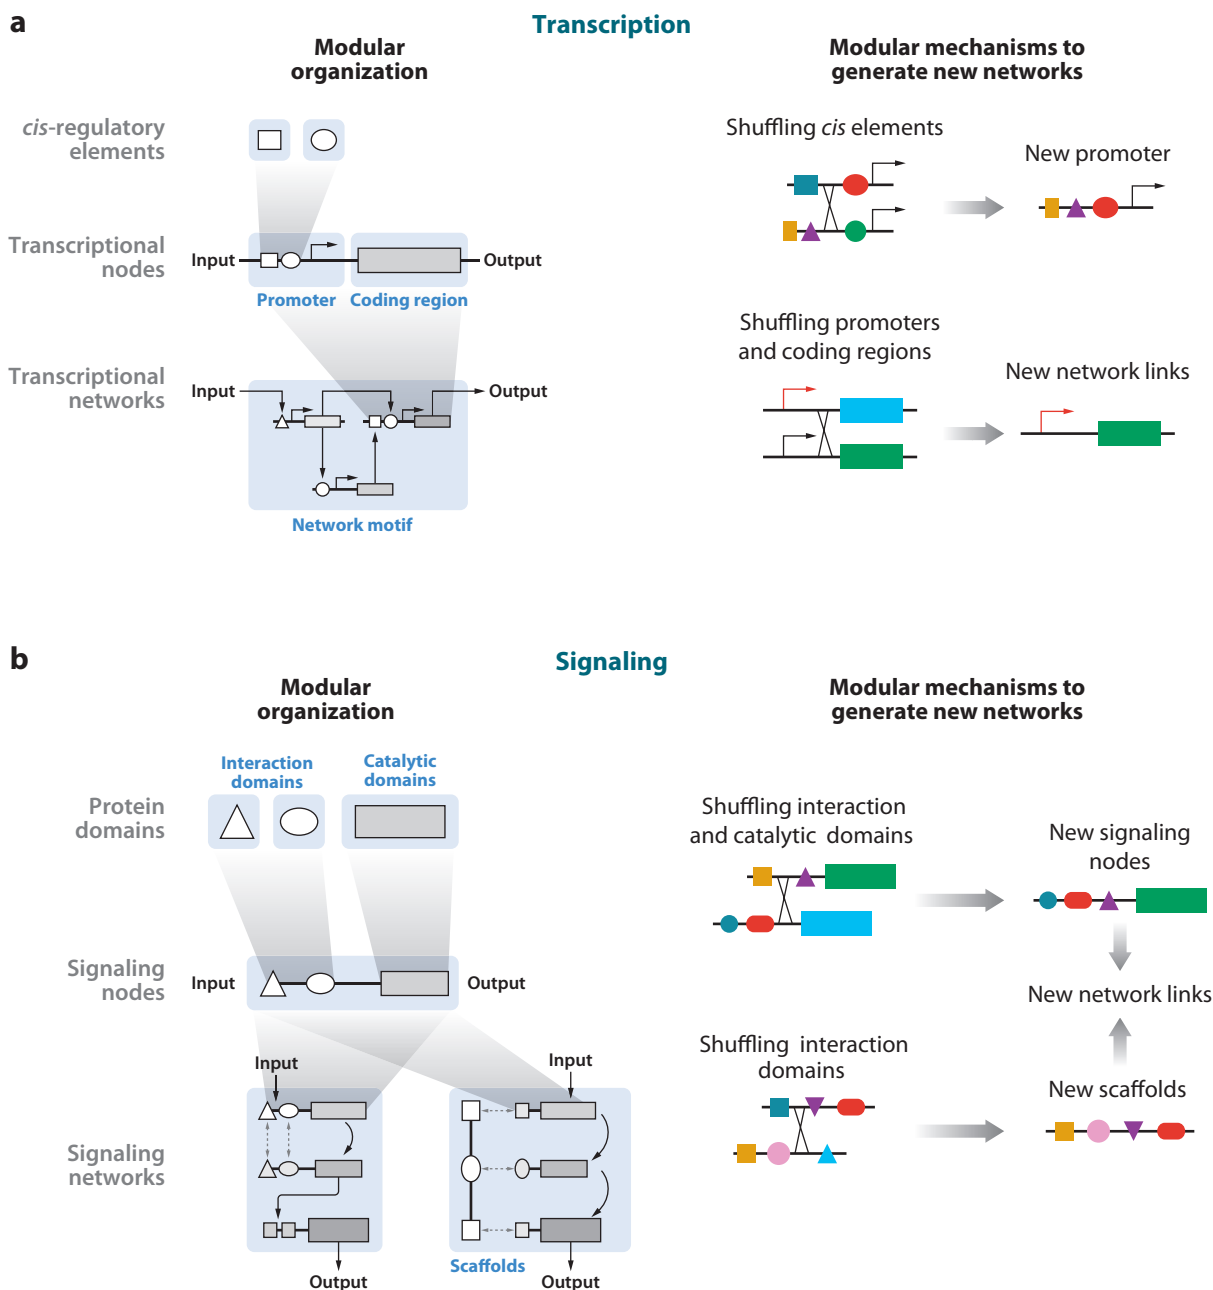 a
Transcription
Modular
organization
Modular mechanisms to
generate new networks
cis-regulatory
elements
Shuffling cis elements
New promoter
Transcriptional
nodes
Input
Output
Promoter
Coding region
Shuffling promoters
and coding regions
New network links
Transcriptional
networks
Input
Output
Network motif
b
Signaling
Modular
organization
Modular mechanisms to
generate new networks
Interaction
domains
Catalytic
domains
Protein
domains
Shuffling interaction
and catalytic domains
New signaling
nodes
Signaling
nodes
Input
Output
New network links
Shuffling interaction
domains
New scaffolds
Input
Input
Signaling
networks
Scaffolds
Output
Output